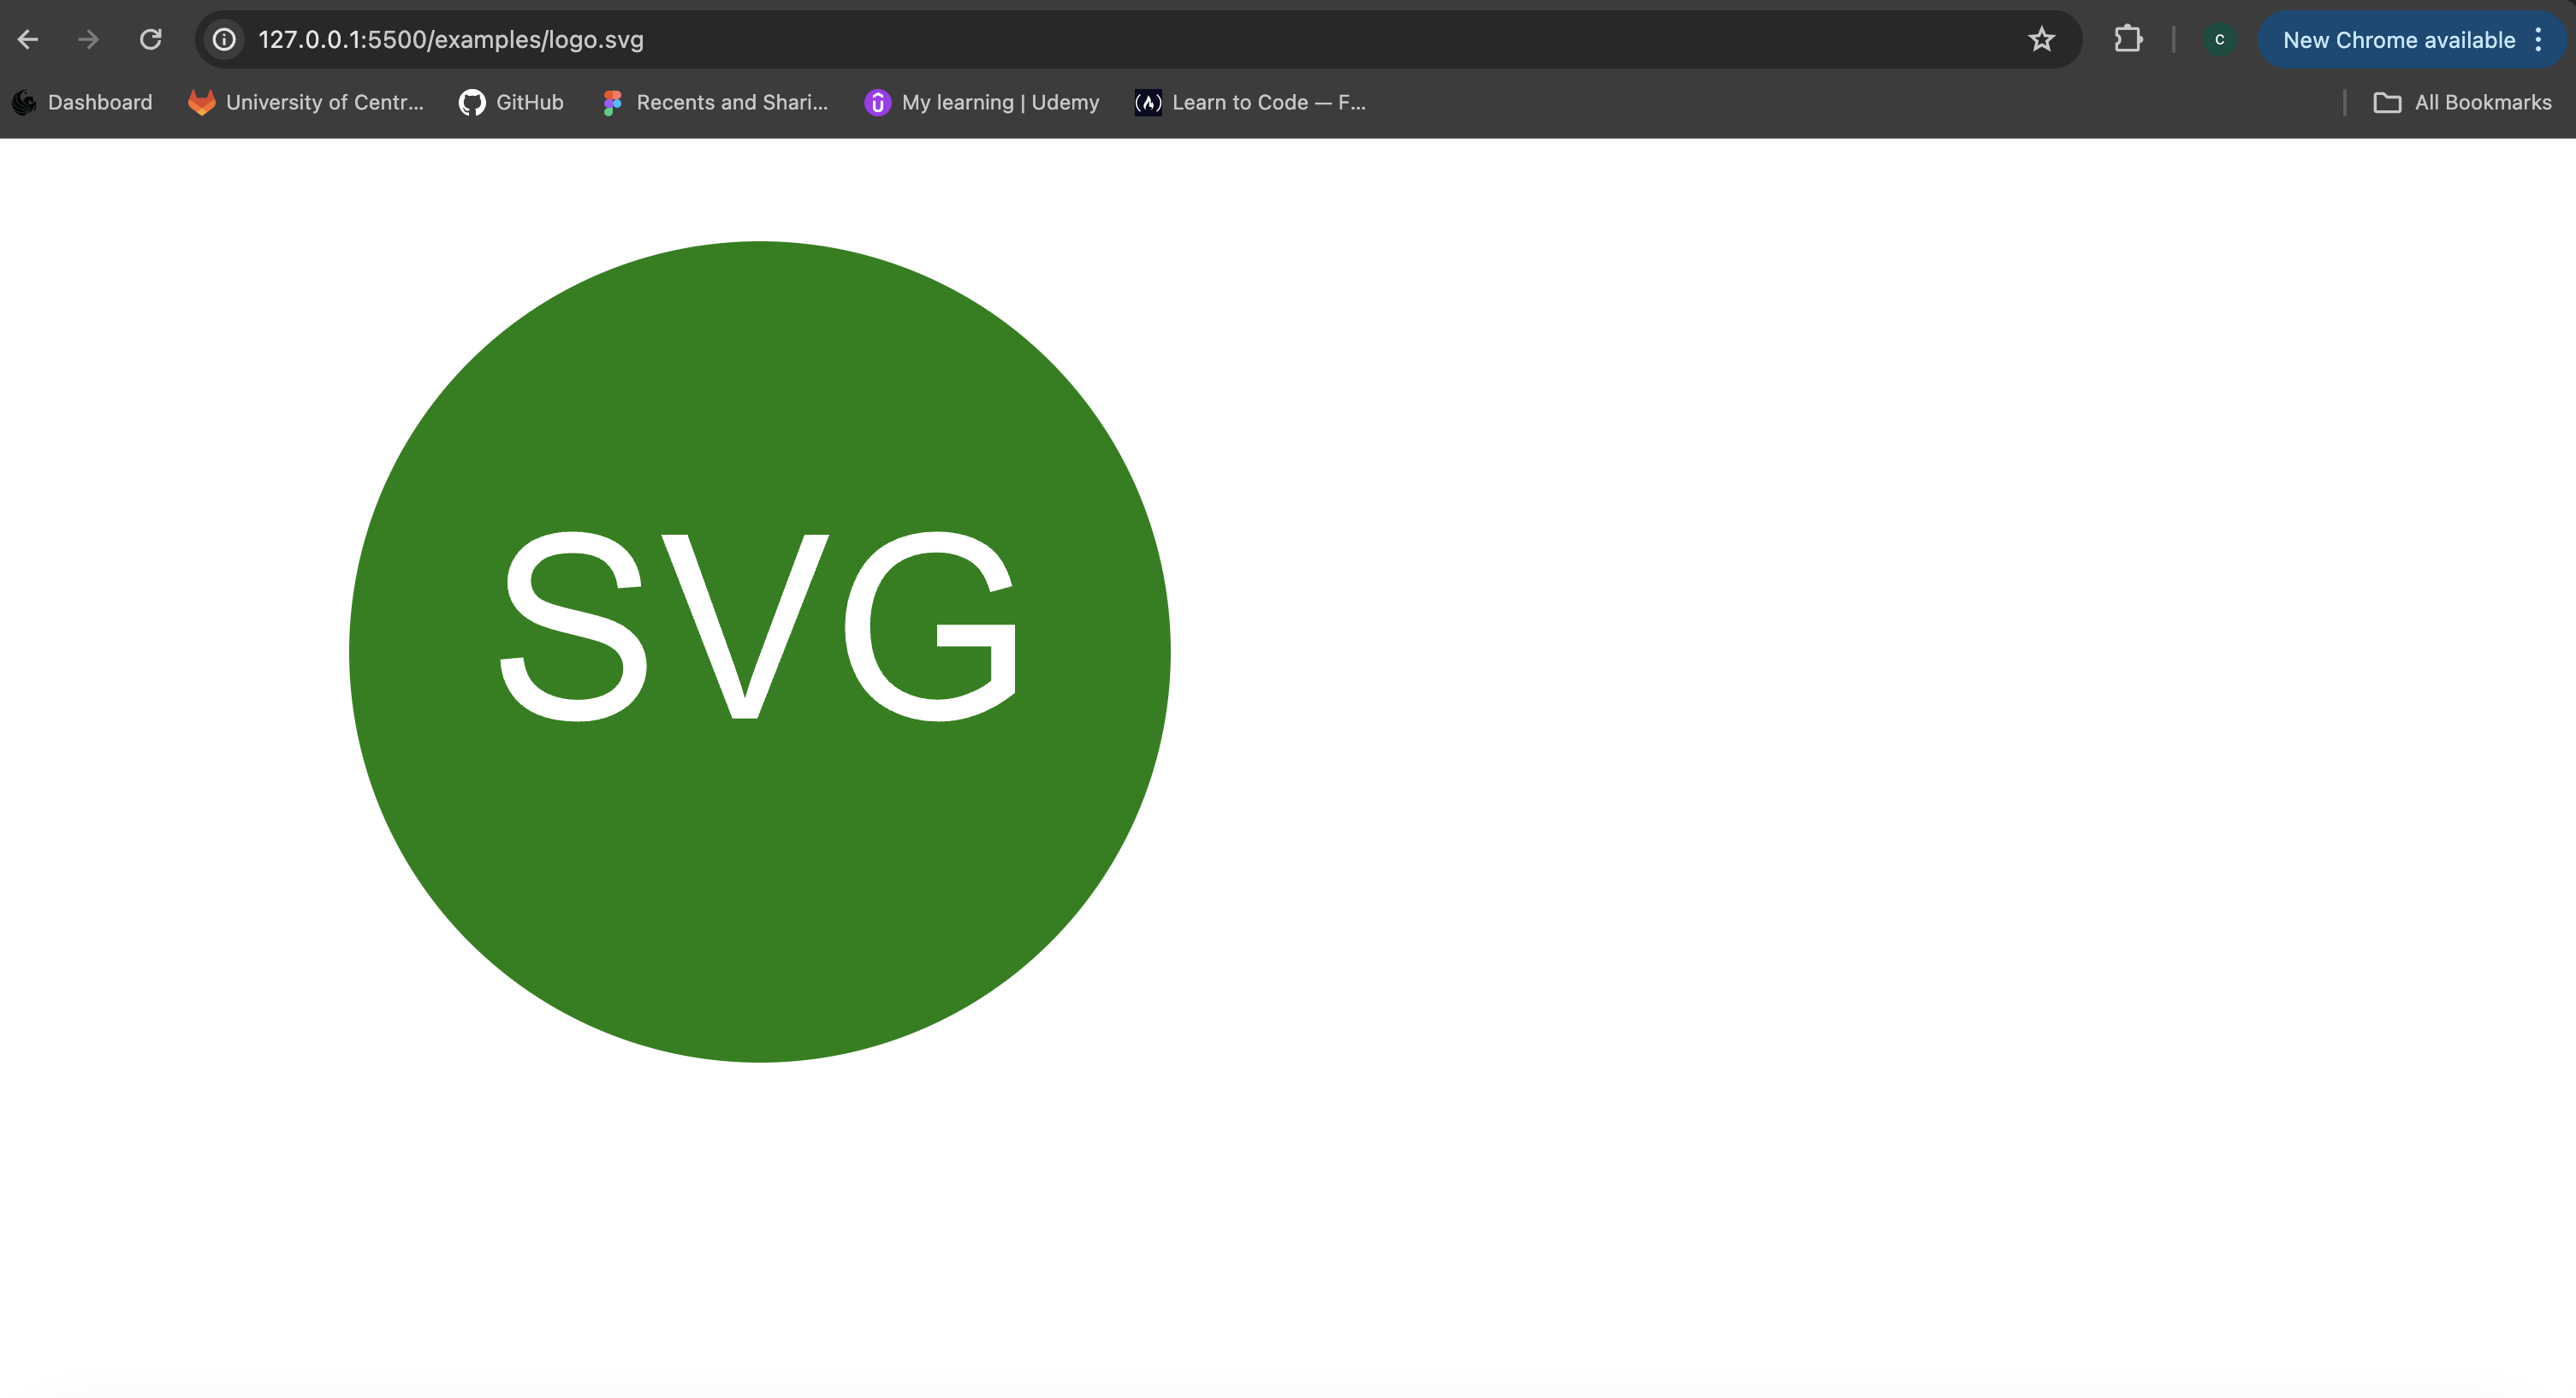 127.0.0.1:5500/examples/logo.svg
C
New Chrome available
Dashboard
University of Centr...
GitHub
Recents and Shari...
My learning | Udemy
Learn to Code — F...
All Bookmarks
SVG